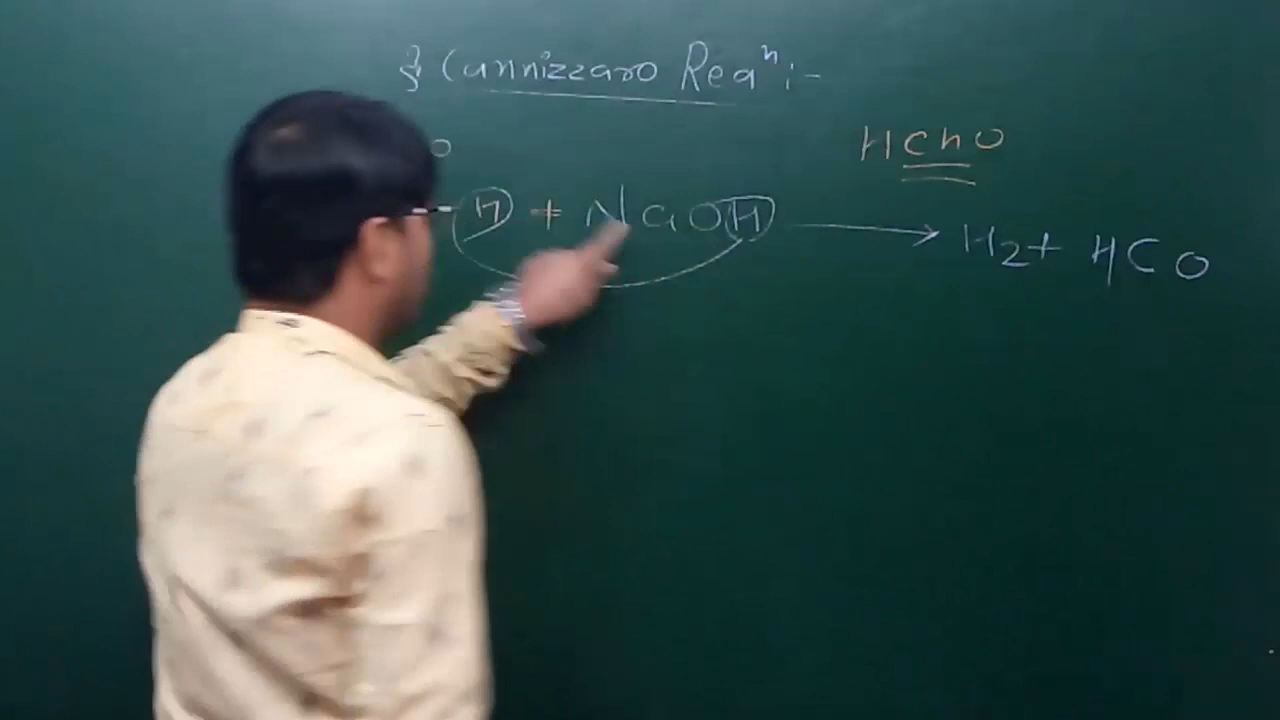 } Cannizzaro Reaⁿ :-
HCHO
O
- H + NaOH → H₂ + HCO